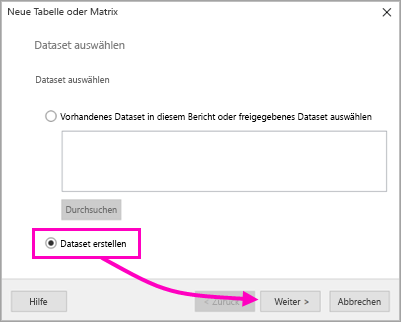 Neue Tabelle oder Matrix
Dataset auswählen
Dataset auswählen
Vorhandenes Dataset in diesem Bericht oder freigegebenes Dataset auswählen
Durchsuchen
Dataset erstellen
Hilfe
< Zurück
Weiter >
Abbrechen